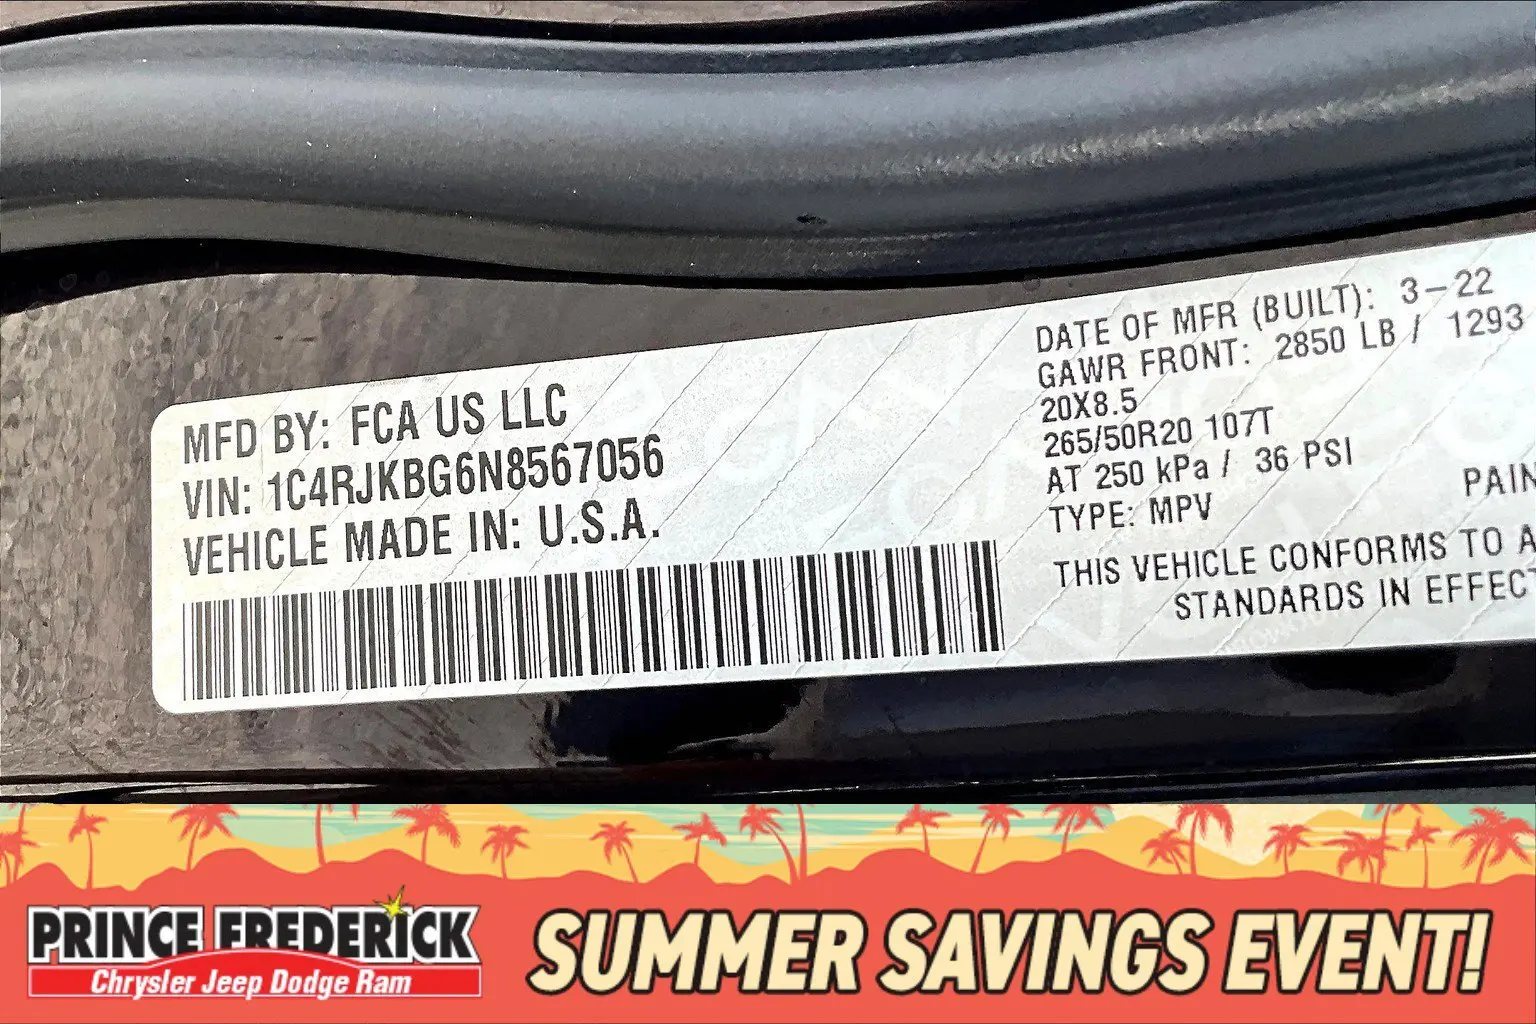 MFD BY: FCA US LLC
VIN: 1C4RJKBG6N8567056
VEHICLE MADE IN: U.S.A.
DATE OF MFR (BUILT): 3-22
GAWR FRONT: 2850 LB / 1293
20X8.5
265/50R20 107T
AT 250 kPa / 36 PSI
TYPE: MPV
PAIN
THIS VEHICLE CONFORMS TO A
STANDARDS IN EFFECT
PRINCE FREDERICK
Chrysler Jeep Dodge Ram
SUMMER SAVINGS EVENT!